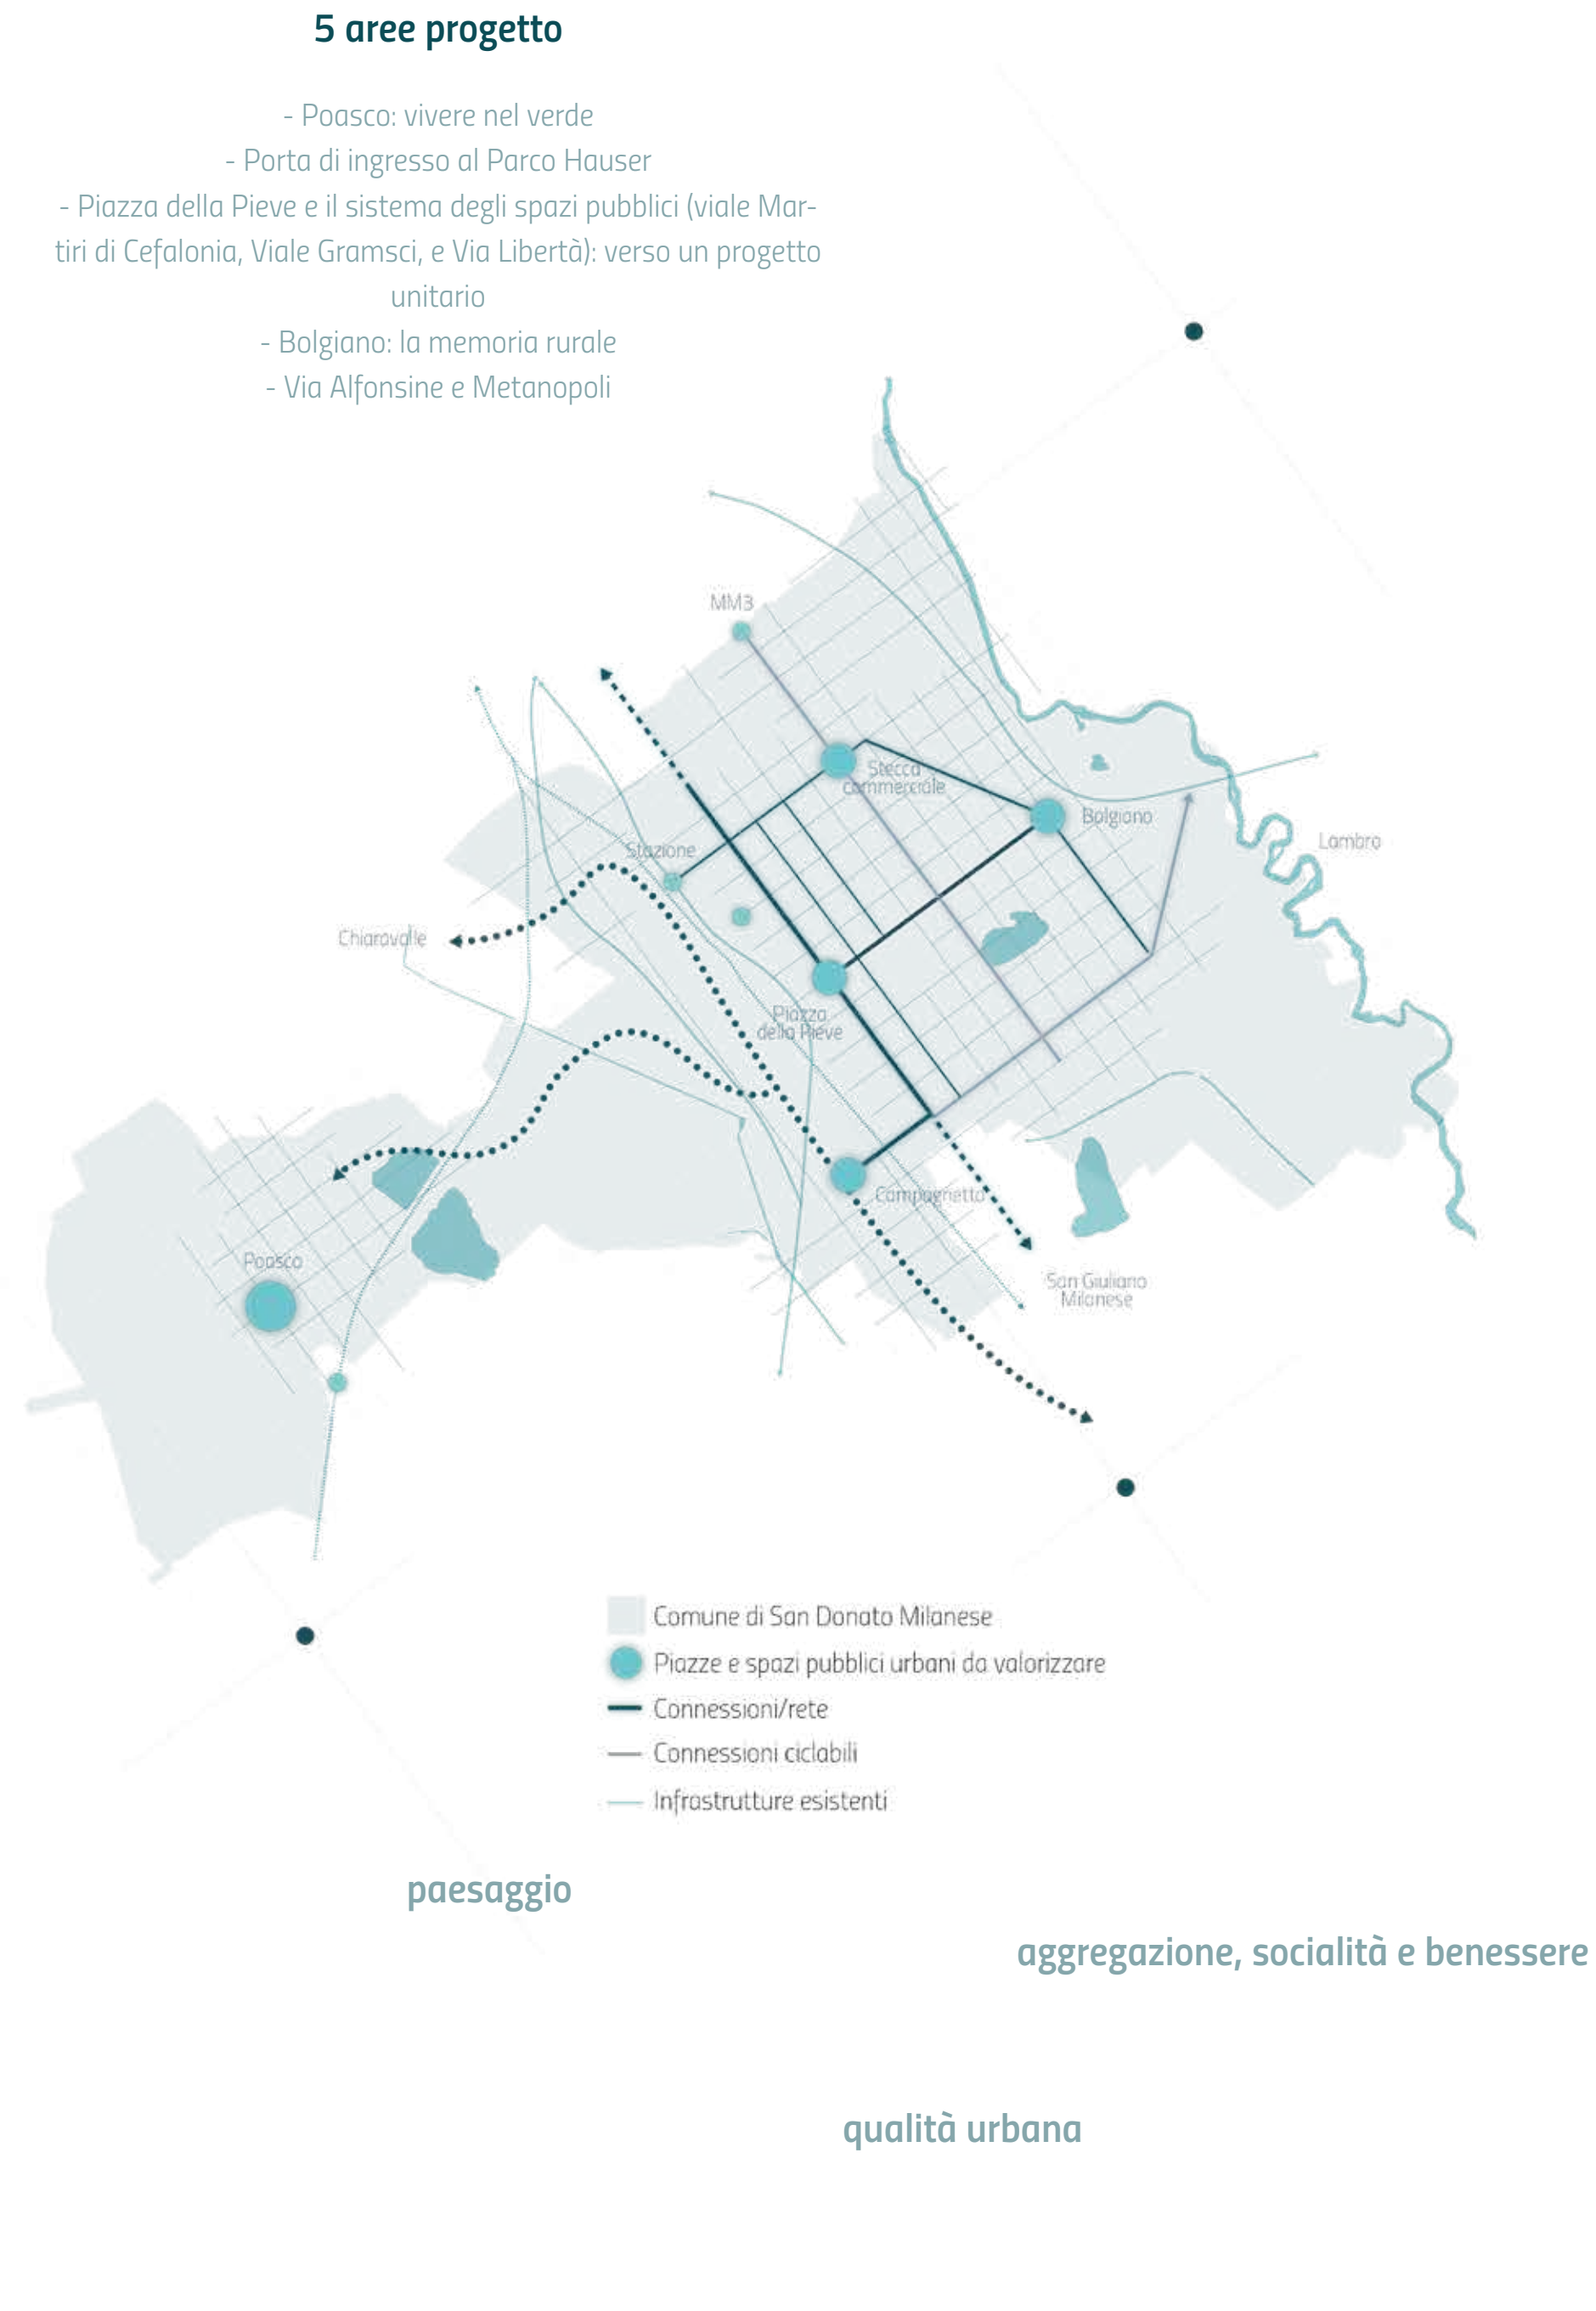 5 aree progetto
- Poasco: vivere nel verde
- Porta di ingresso al Parco Hauser
- Piazza della Pieve e il sistema degli spazi pubblici (viale Mar-
tiri di Cefalonia, Viale Gramsci, e Via Libertà): verso un progetto
unitario
- Bolgiano: la memoria rurale
- Via Alfonsine e Metanopoli
MM3
Stecca
commerciale
Bolgiano
Lambro
Stazione
Chiaravalle
Piazza
della Pieve
Campagnetta
Poasco
San Giuliano
Milanese
Comune di San Donato Milanese
Piazze e spazi pubblici urbani da valorizzare
Connessioni/rete
Connessioni ciclabili
Infrastrutture esistenti
paesaggio
aggregazione, socialità e benessere
qualità urbana